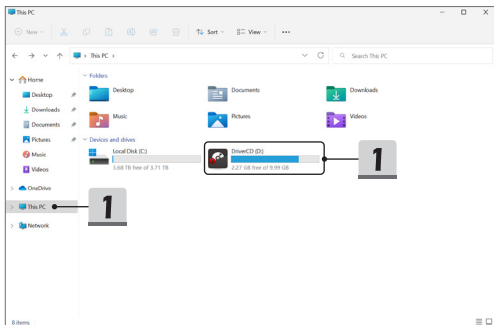 This PC
New
Sort
View
This PC
Search This PC
Home
Desktop
Downloads
Documents
Pictures
Music
Videos
OneDrive
This PC
Network
Folders
Desktop
Documents
Downloads
Music
Pictures
Videos
Devices and drives
Local Disk (C:)
3.68 TB free of 3.71 TB
DriverCD (D:)
2.27 GB free of 9.99 GB
1
1
8 items